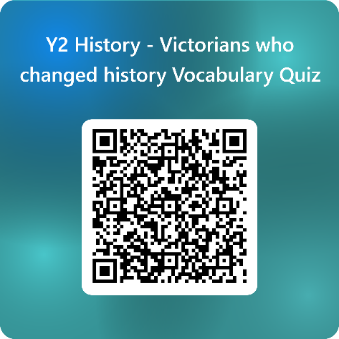 Y2 History - Victorians who
changed history Vocabulary Quiz